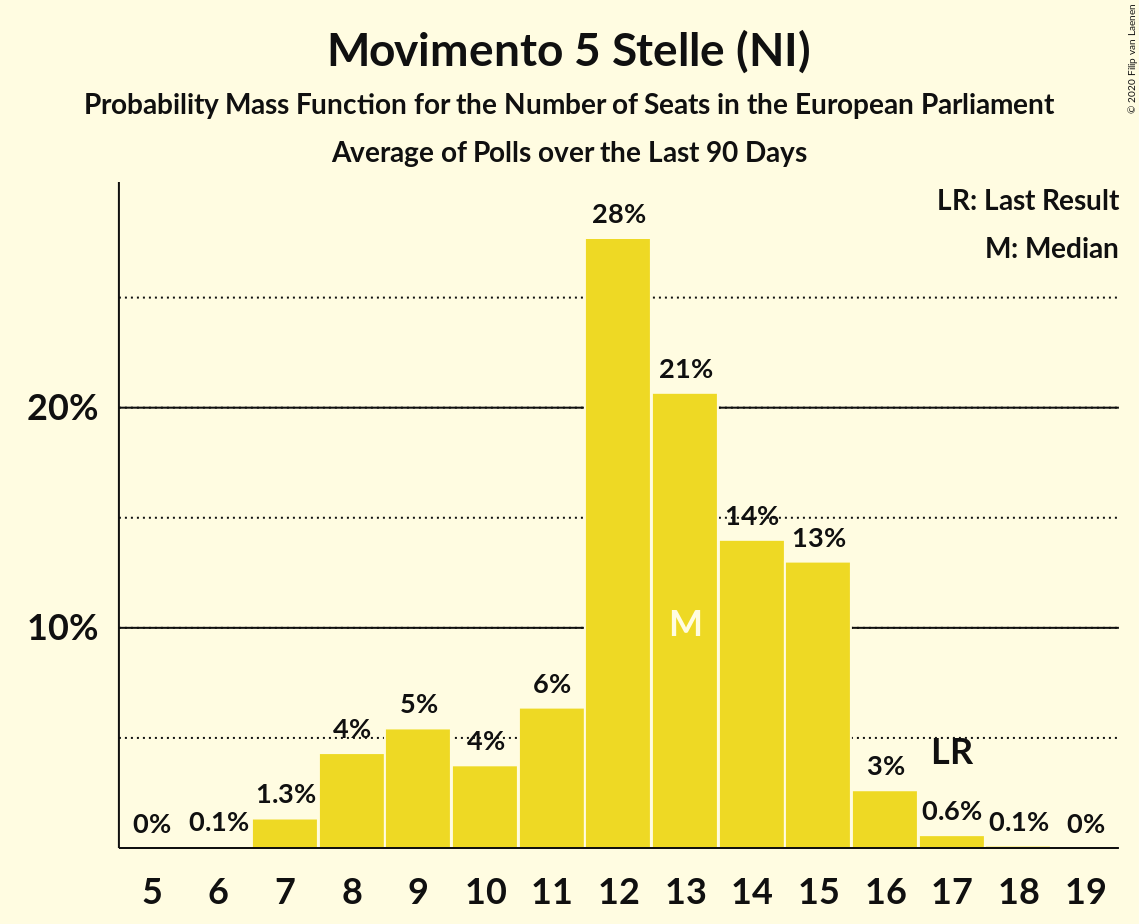 Movimento 5 Stelle (NI)
Probability Mass Function for the Number of Seats in the European Parliament
Average of Polls over the Last 90 Days
© 2020 Filip van Laenen
LR: Last Result
M: Median
28%
21%
20%
14%
13%
10%
M
6%
5%
4%
4%
LR
3%
1.3%
0.6%
0%
0.1%
0.1%
0%
5 6 7 8 9 10 11 12 13 14 15 16 17 18 19